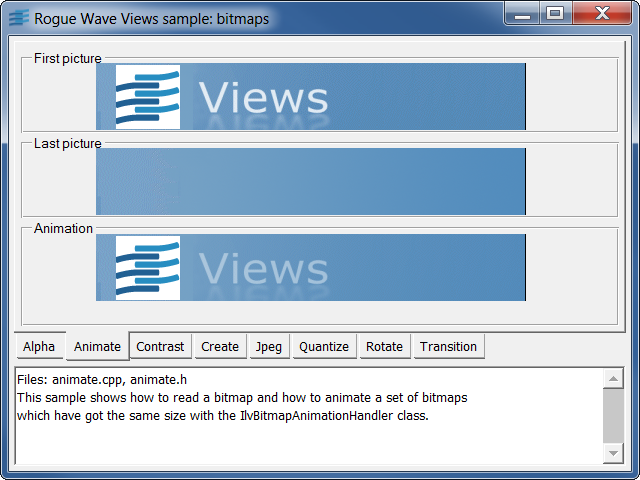 Rogue Wave Views sample: bitmaps
First picture
Views
Last picture
Animation
Views
Alpha Animate Contrast Create Jpeg Quantize Rotate Transition
Files: animate.cpp, animate.h
This sample shows how to read a bitmap and how to animate a set of bitmaps
which have got the same size with the IlvBitmapAnimationHandler class.